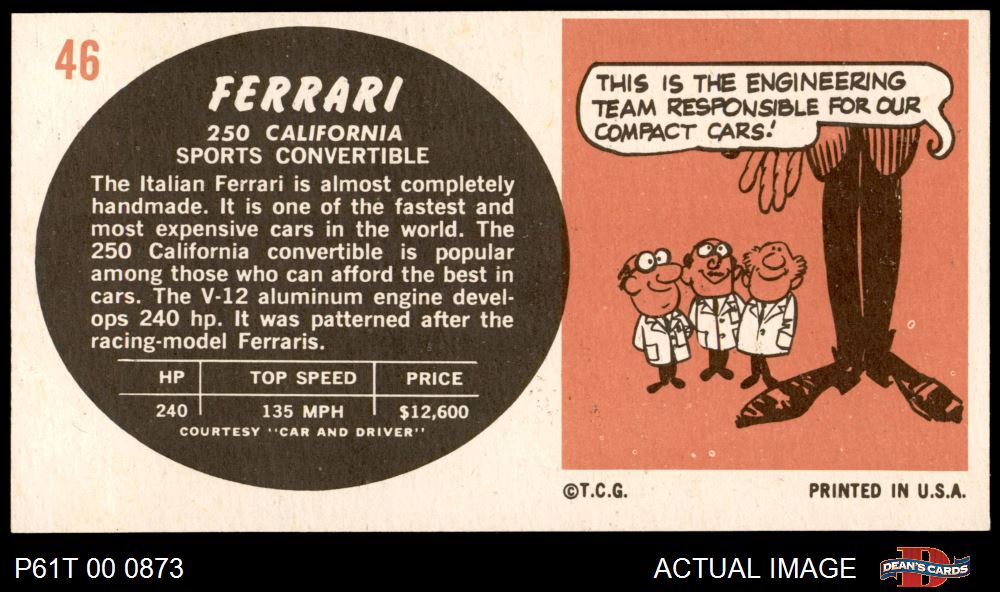 46
FERRARI
250 CALIFORNIA
SPORTS CONVERTIBLE
The Italian Ferrari is almost completely
handmade. It is one of the fastest and
most expensive cars in the world. The
250 California convertible is popular
among those who can afford the best in
cars. The V-12 aluminum engine devel-
ops 240 hp. It was patterned after the
racing-model Ferraris.
HP TOP SPEED PRICE
240 135 MPH $12,600
COURTESY "CAR AND DRIVER"
THIS IS THE ENGINEERING
TEAM RESPONSIBLE FOR OUR
COMPACT CARS!
©T.C.G. PRINTED IN U.S.A.
P61T 00 0873 ACTUAL IMAGE
D
DEAN'S CARDS